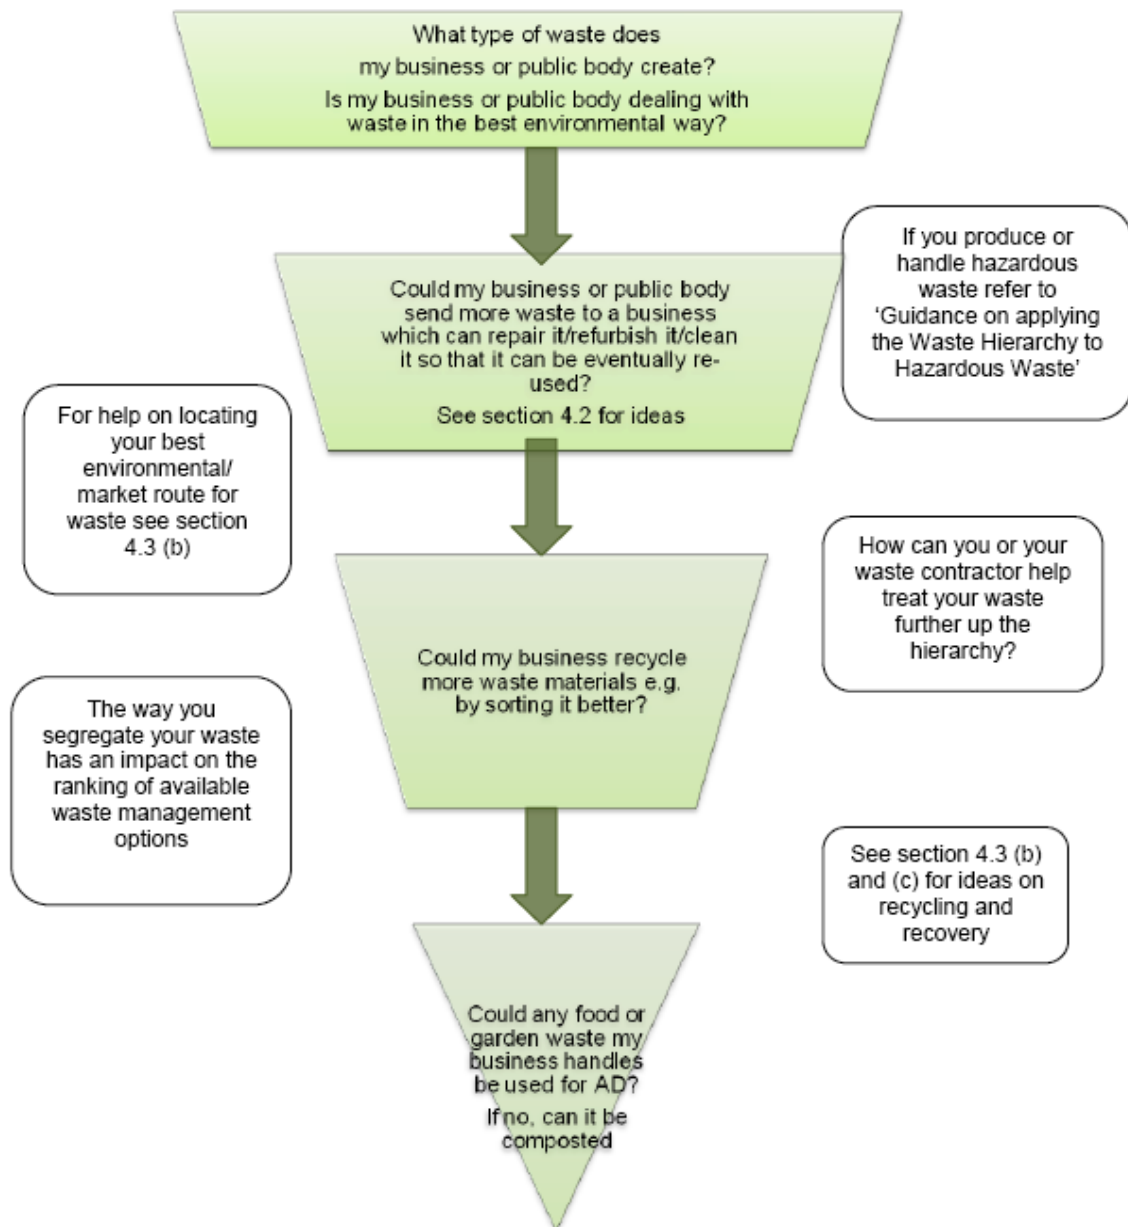 What type of waste does
my business or public body create?
Is my business or public body dealing with
waste in the best environmental way?
If you produce or
handle hazardous
waste refer to
‘Guidance on applying
the Waste Hierarchy to
Hazardous Waste’
Could my business or public body
send more waste to a business
which can repair it/refurbish it/clean
it so that it can be eventually re-
used?
See section 4.2 for ideas
For help on locating
your best
environmental/
market route for
waste see section
4.3 (b)
How can you or your
waste contractor help
treat your waste
further up the
hierarchy?
Could my business recycle
more waste materials e.g.
by sorting it better?
The way you
segregate your waste
has an impact on the
ranking of available
waste management
options
See section 4.3 (b)
and (c) for ideas on
recycling and
recovery
Could any food or
garden waste my
business handles
be used for AD?
If no, can it be
composted